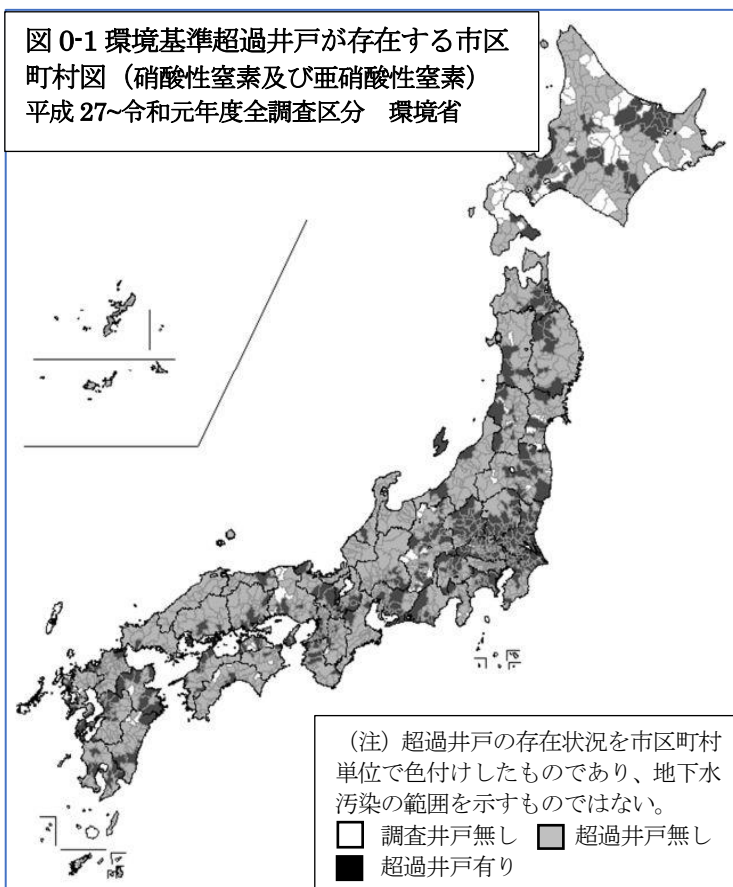 図 0-1 環境基準超過井戸が存在する市区
町村図（硝酸性窒素及び亜硝酸性窒素）
平成 27~令和元年度全調査区分　環境省
（注）超過井戸の存在状況を市区町村
単位で色付けしたものであり、地下水
汚染の範囲を示すものではない。
調査井戸無し　超過井戸無し
超過井戸有り